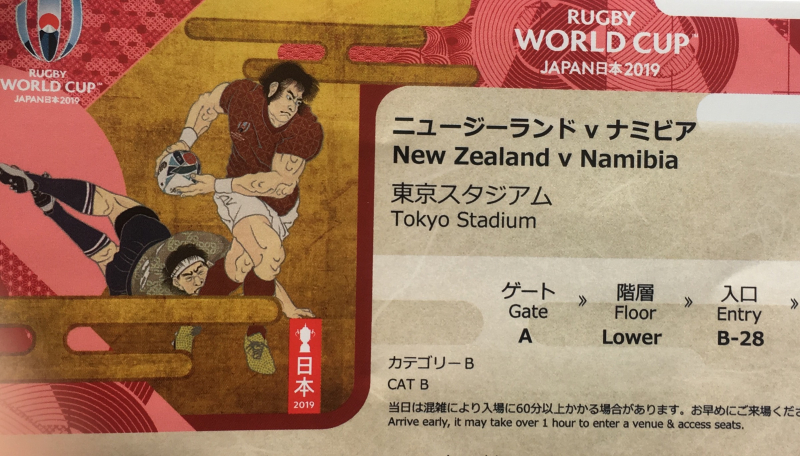 RUGBY
WORLD CUP™
JAPAN日本2019
RUGBY
WORLD CUP™
JAPAN日本2019
ニュージーランド v ナミビア
New Zealand v Namibia
東京スタジアム
Tokyo Stadium
ゲート » 階層 » 入口 »
Gate Floor Entry
A Lower B-28
カテゴリーB
CAT B
当日は混雑により入場に60分以上かかる場合があります。お早めにご来場くださ
Arrive early, it may take over 1 hour to enter a venue & access seats.
日本
2019